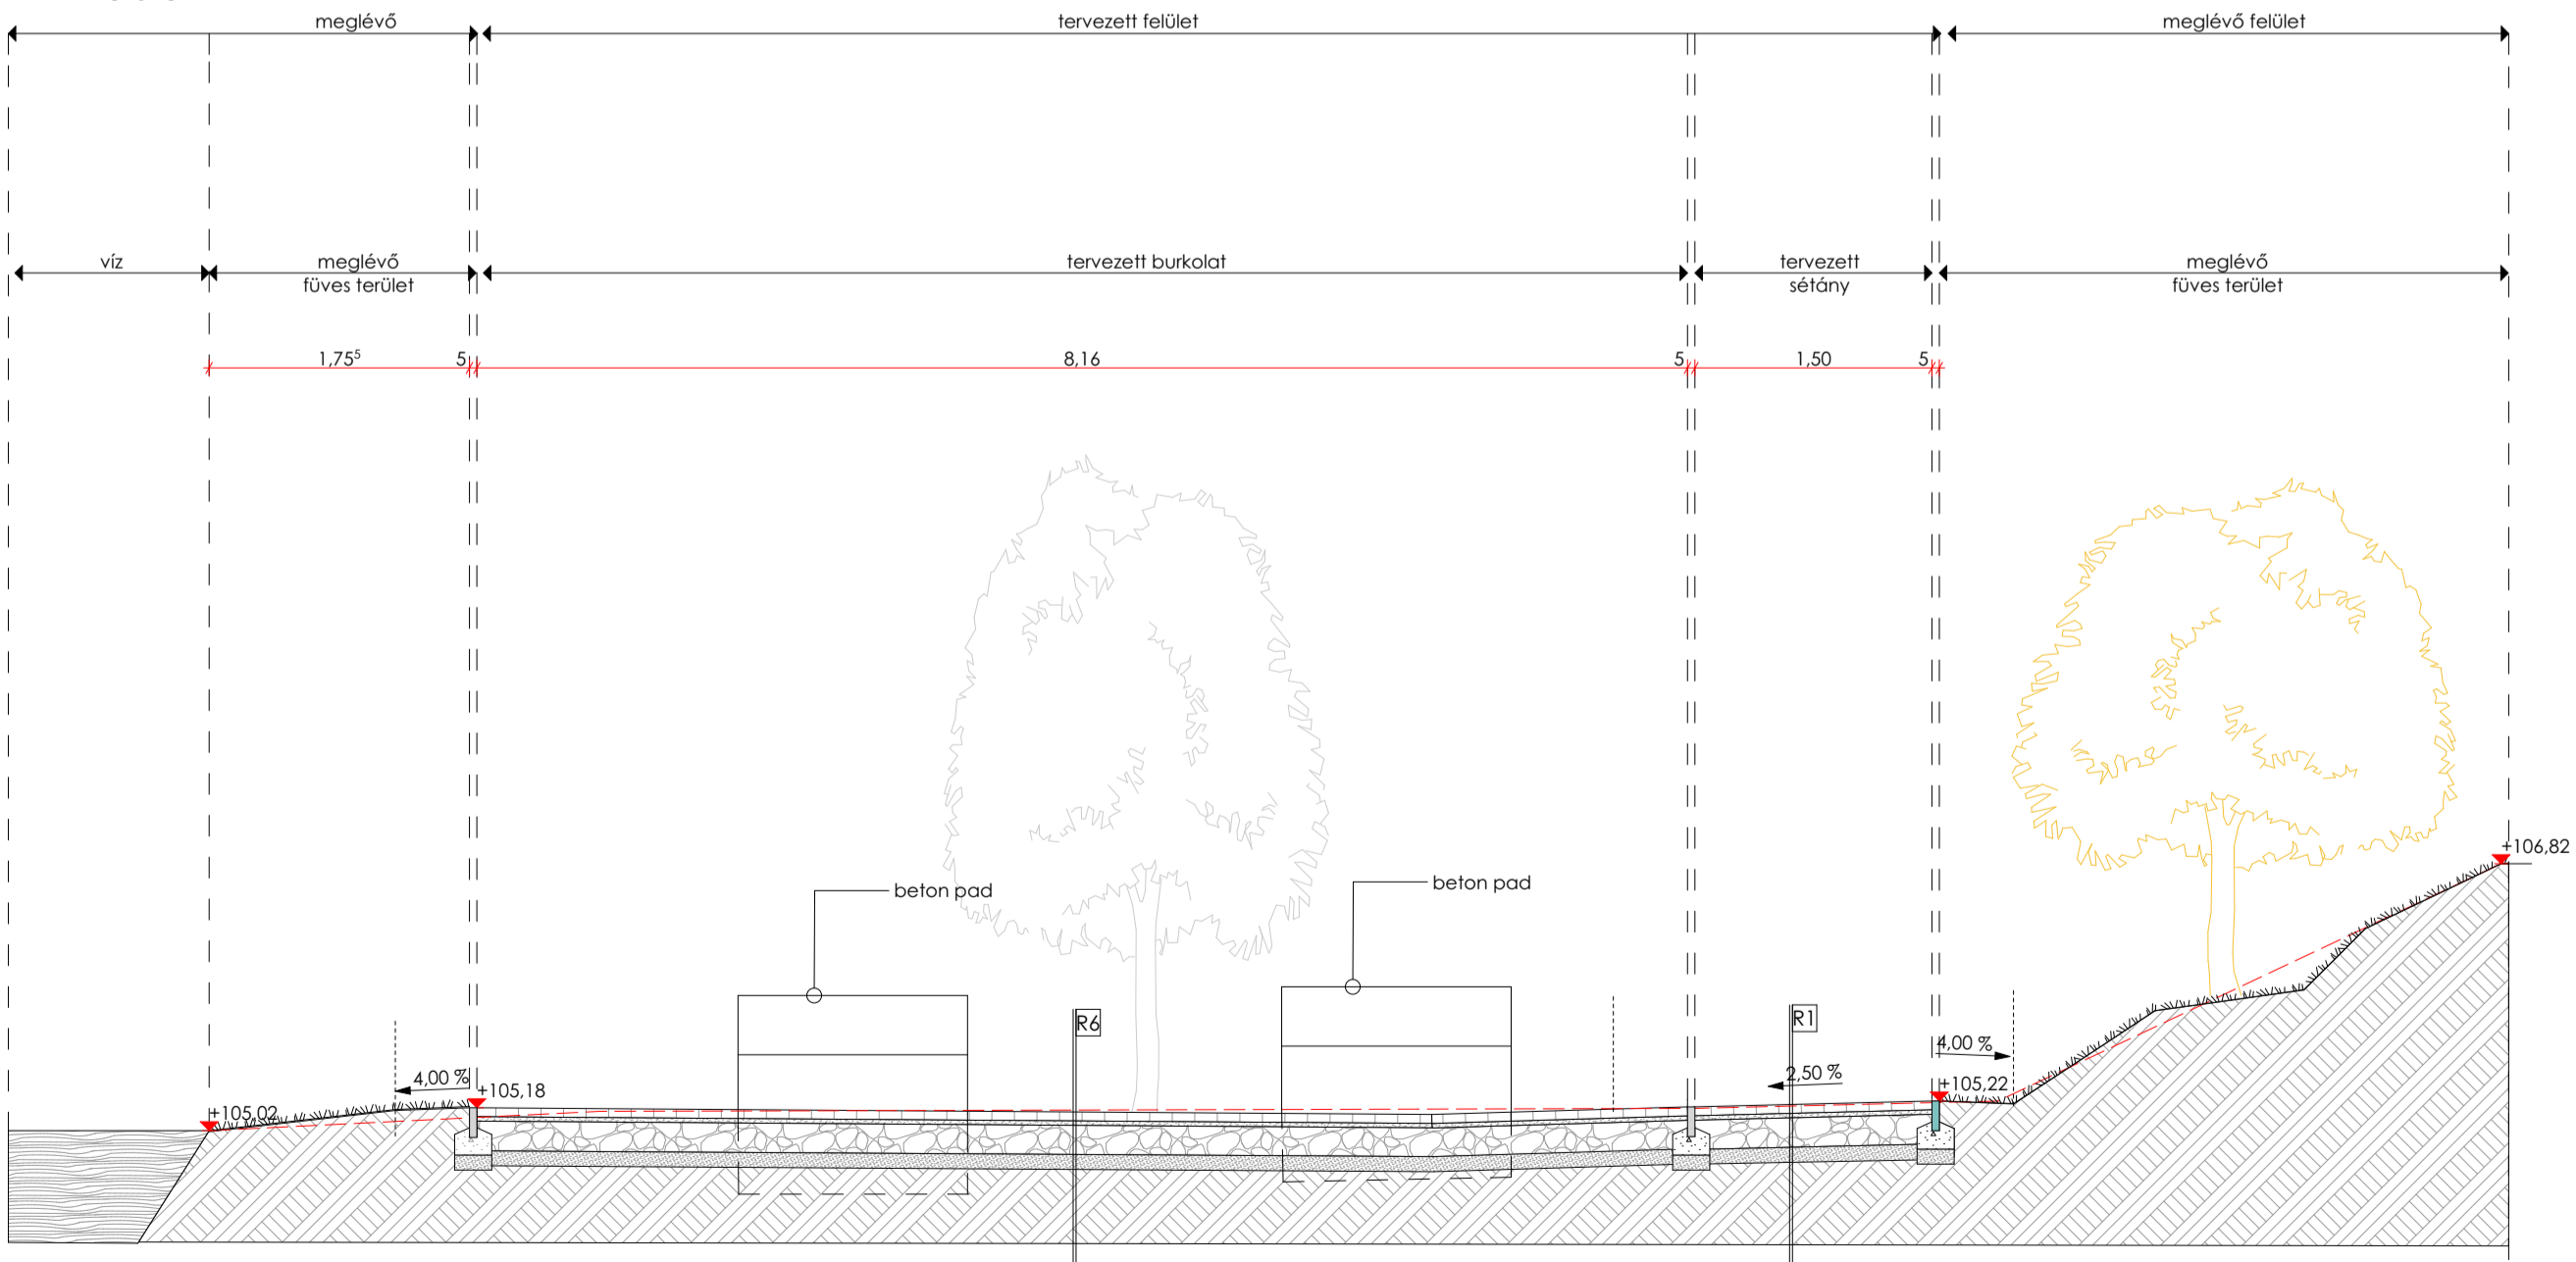 meglévő
tervezett felület
meglévő felület
víz
meglévő
füves terület
tervezett burkolat
tervezett
sétány
meglévő
füves terület
1,75⁵
5
8,16
5
1,50
5
+106,82
beton pad
beton pad
R6
R1
4,00 %
4,00 %
2,50 %
+105,02
+105,18
+105,22